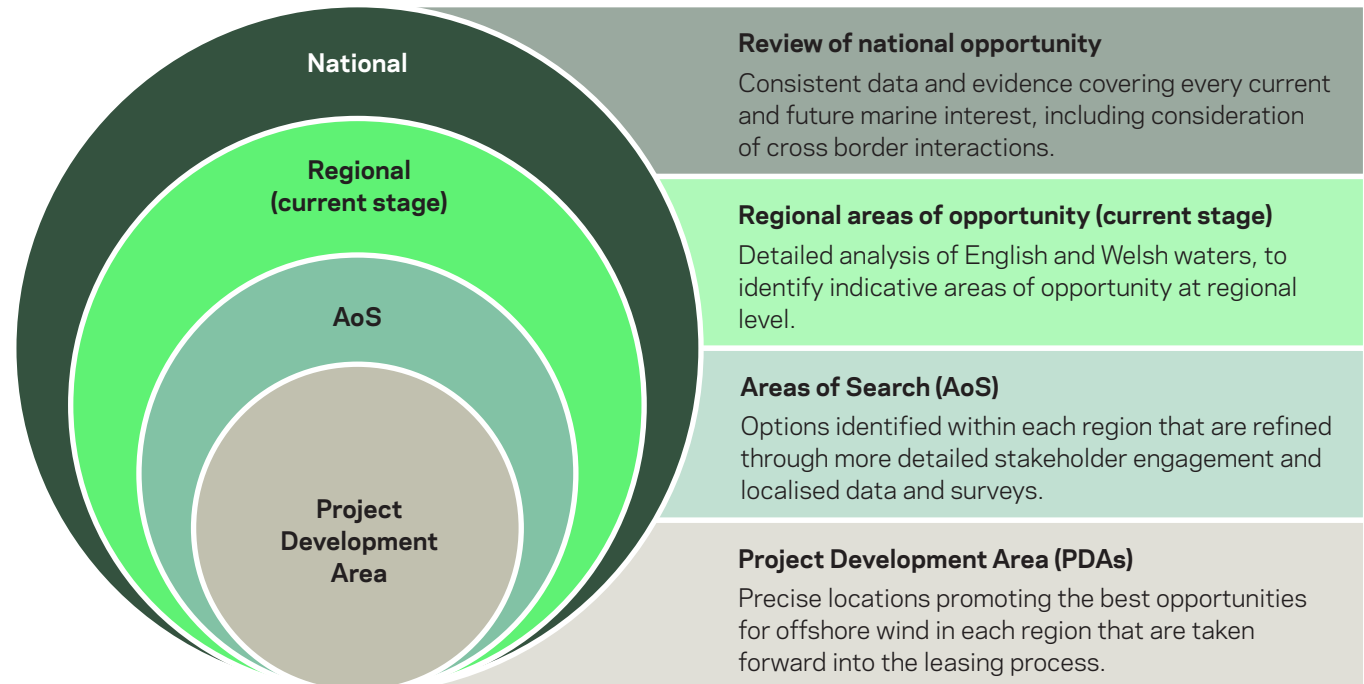 National
Regional
(current stage)
AoS
Project
Development
Area
Review of national opportunity
Consistent data and evidence covering every current
and future marine interest, including consideration
of cross border interactions.
Regional areas of opportunity (current stage)
Detailed analysis of English and Welsh waters, to
identify indicative areas of opportunity at regional
level.
Areas of Search (AoS)
Options identified within each region that are refined
through more detailed stakeholder engagement and
localised data and surveys.
Project Development Area (PDAs)
Precise locations promoting the best opportunities
for offshore wind in each region that are taken
forward into the leasing process.